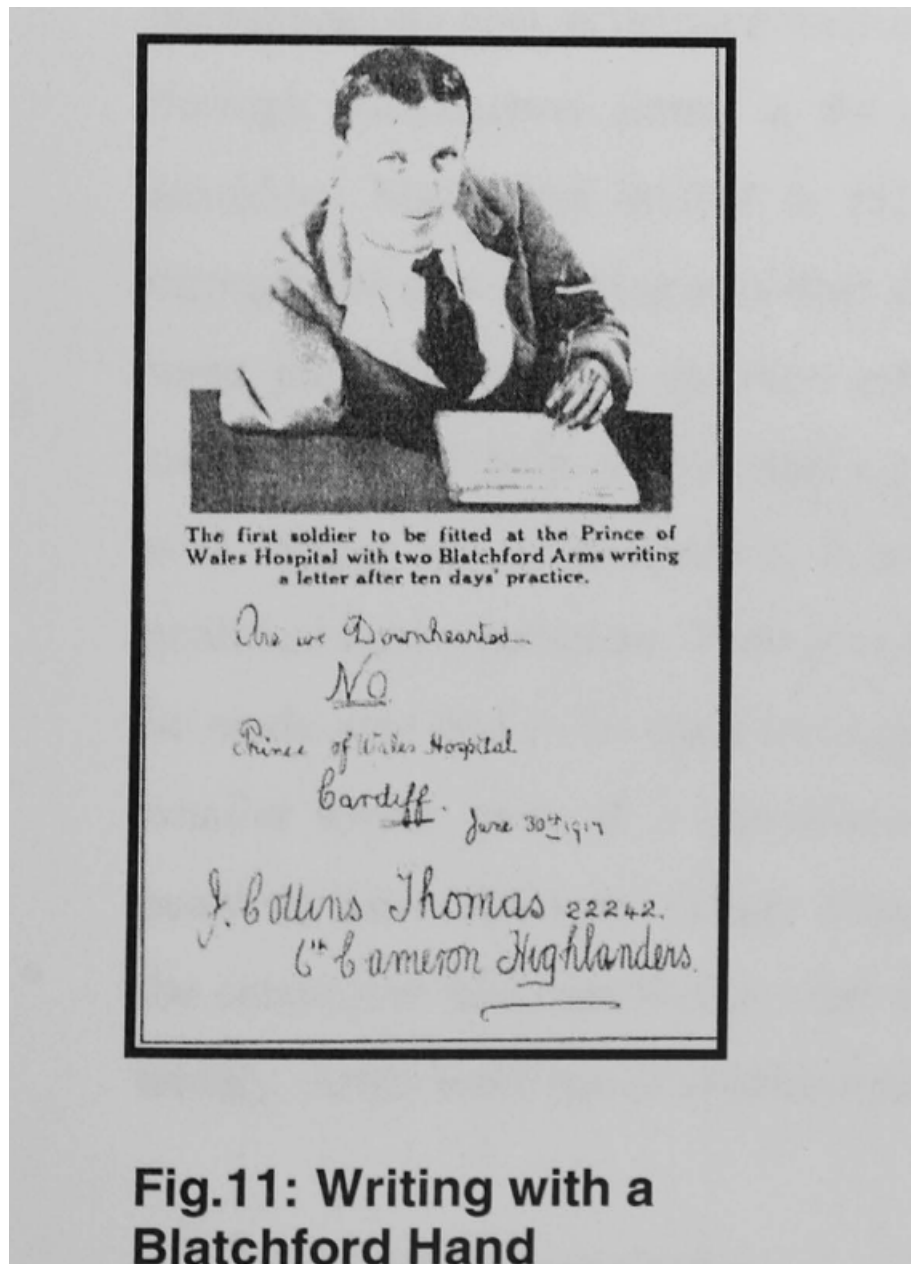 The first soldier to be fitted at the Prince of
Wales Hospital with two Blatchford Arms writing
a letter after ten days' practice.
Are we Downhearted
NO
Prince of Wales Hospital
Cardiff.
June 30th 1917
J. Collins Thomas 22242.
6th Cameron Highlanders.
Fig.11: Writing with a
Blatchford Hand